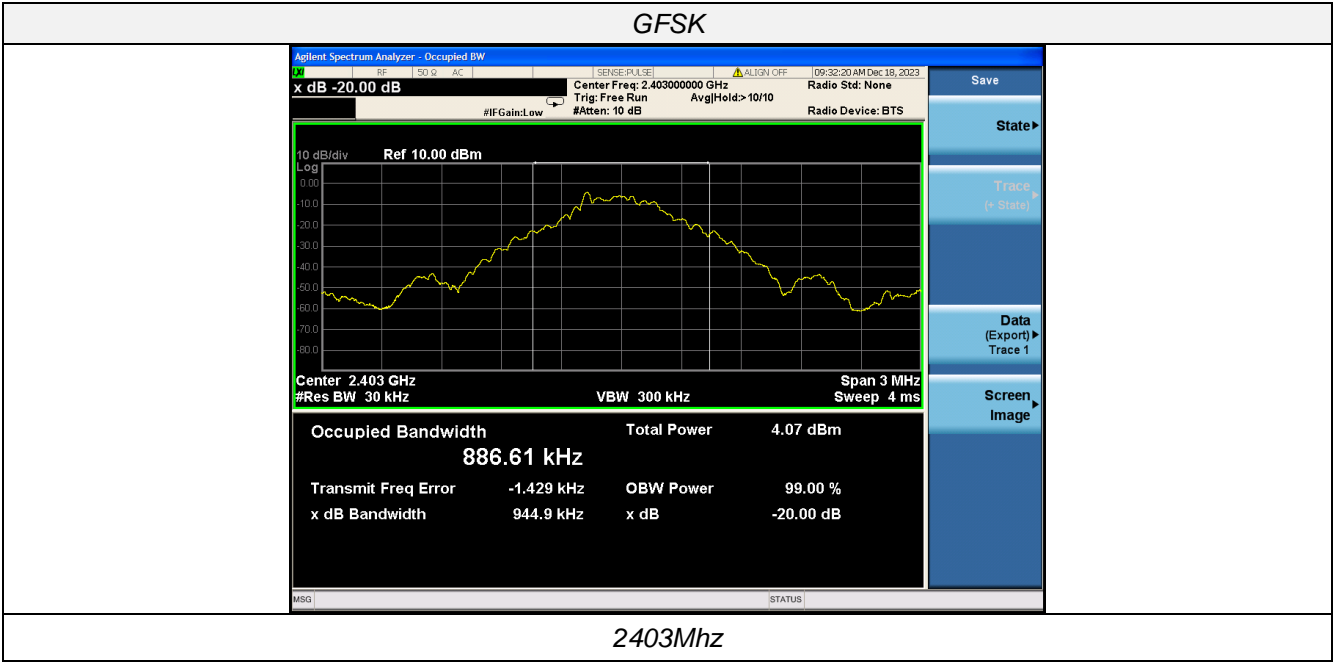 GFSK
Agilent Spectrum Analyzer - Occupied BW
LXI RF 50 Ω AC SENSE:PULSE ALIGN OFF 09:32:20 AM Dec 18, 2023
x dB -20.00 dB
Center Freq: 2.403000000 GHz
Radio Std: None
Trig: Free Run Avg|Hold:>10/10
#IFGain:Low
#Atten: 10 dB
Radio Device: BTS
10 dB/div Ref 10.00 dBm
Log
0.00
-10.0
-20.0
-30.0
-40.0
-50.0
-60.0
-70.0
-80.0
Center 2.403 GHz
Span 3 MHz
#Res BW 30 kHz
VBW 300 kHz
Sweep 4 ms
Occupied Bandwidth
886.61 kHz
Total Power 4.07 dBm
Transmit Freq Error -1.429 kHz
OBW Power 99.00 %
x dB Bandwidth 944.9 kHz
x dB -20.00 dB
MSG
STATUS
Save
State
Trace
(+ State)
Data
(Export)
Trace 1
Screen
Image
2403Mhz